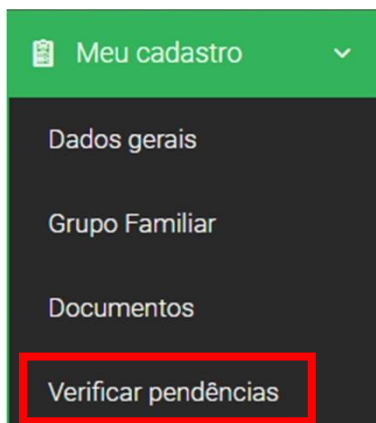 Meu cadastro
Dados gerais
Grupo Familiar
Documentos
Verificar pendências